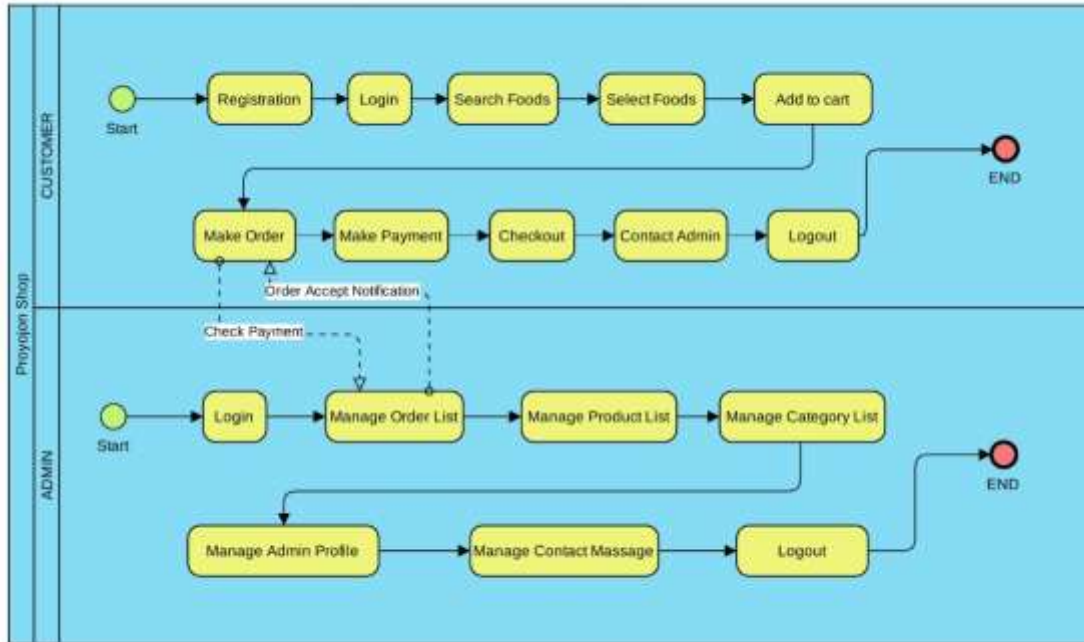 Proyojon Shop
CUSTOMER
Start
Registration
Login
Search Foods
Select Foods
Add to cart
END
Make Order
Make Payment
Checkout
Contact Admin
Logout
Order Accept Notification
Check Payment
ADMIN
Start
Login
Manage Order List
Manage Product List
Manage Category List
END
Manage Admin Profile
Manage Contact Massage
Logout